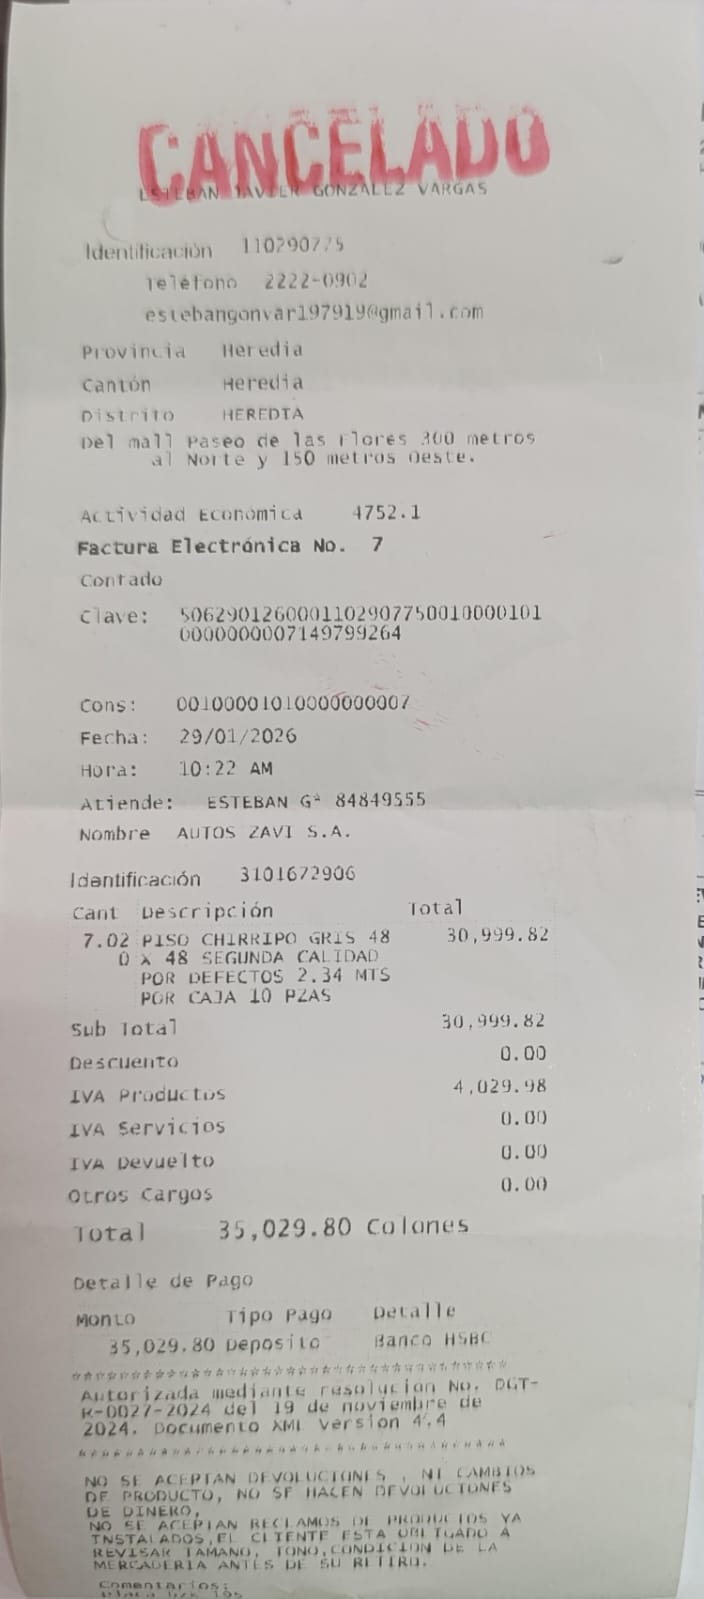 CANCELADO
ESTEBAN JAVIER GONZALEZ VARGAS
Identificación 110290775
Teléfono 2222-0902
estebangonvar197919@gmail.com
Provincia Heredia
Cantón Heredia
Distrito HEREDIA
Del mall Paseo de las Flores 300 metros
al Norte y 150 metros Oeste.
Actividad Económica 4752.1
Factura Electrónica No. 7
Contado
Clave: 5062901260001102907750010000101
0000000007149799264
Cons: 00100001010000000007
Fecha: 29/01/2026
Hora: 10:22 AM
Atiende: ESTEBAN Gª 84849555
Nombre AUTOS ZAVI S.A.
Identificación 3101672906
Cant Descripción Total
7.02 PISO CHIRRIPO GRIS 48 30,999.82
0 X 48 SEGUNDA CALIDAD
POR DEFECTOS 2.34 MTS
POR CAJA 10 PZAS
Sub Total 30,999.82
Descuento 0.00
IVA Productos 4,029.98
IVA Servicios 0.00
IVA Devuelto 0.00
Otros Cargos 0.00
Total 35,029.80 Colones
Detalle de Pago
Monto Tipo Pago Detalle
35,029.80 Deposito Banco HSBC
****************************************
Autorizada mediante resolucion No. DGT-
R-0027-2024 del 19 de noviembre de
2024. Documento XML Version 4.4
****************************************
NO SE ACEPTAN DEVOLUCIONES , NI CAMBIOS
DE PRODUCTO, NO SE HACEN DEVOLUCIONES
DE DINERO,
NO SE ACEPTAN RECLAMOS DE PRODUCTOS YA
INSTALADOS,EL CLIENTE ESTA OBLIGADO A
REVISAR TAMANO, TONO,CONDICION DE LA
MERCADERIA ANTES DE SU RETIRO.
Comentarios: